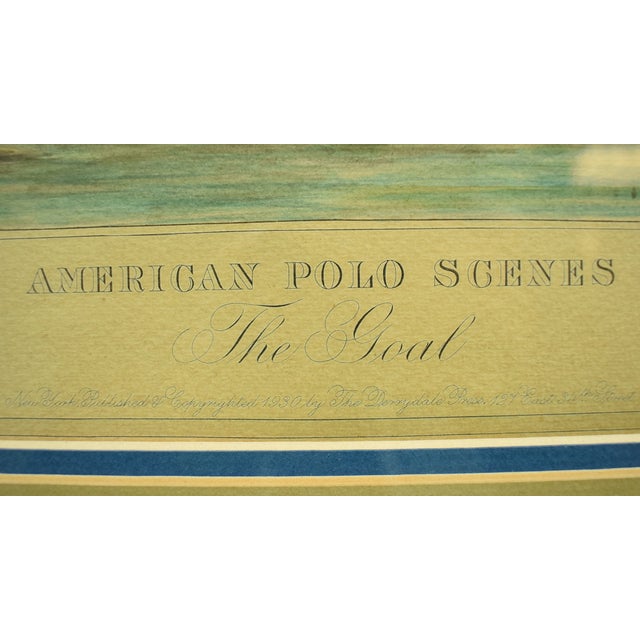 AMERICAN POLO SCENES
The Goal
New York Published & Copyrighted 1930, by The Derrydale Press, 127 East 34th Street